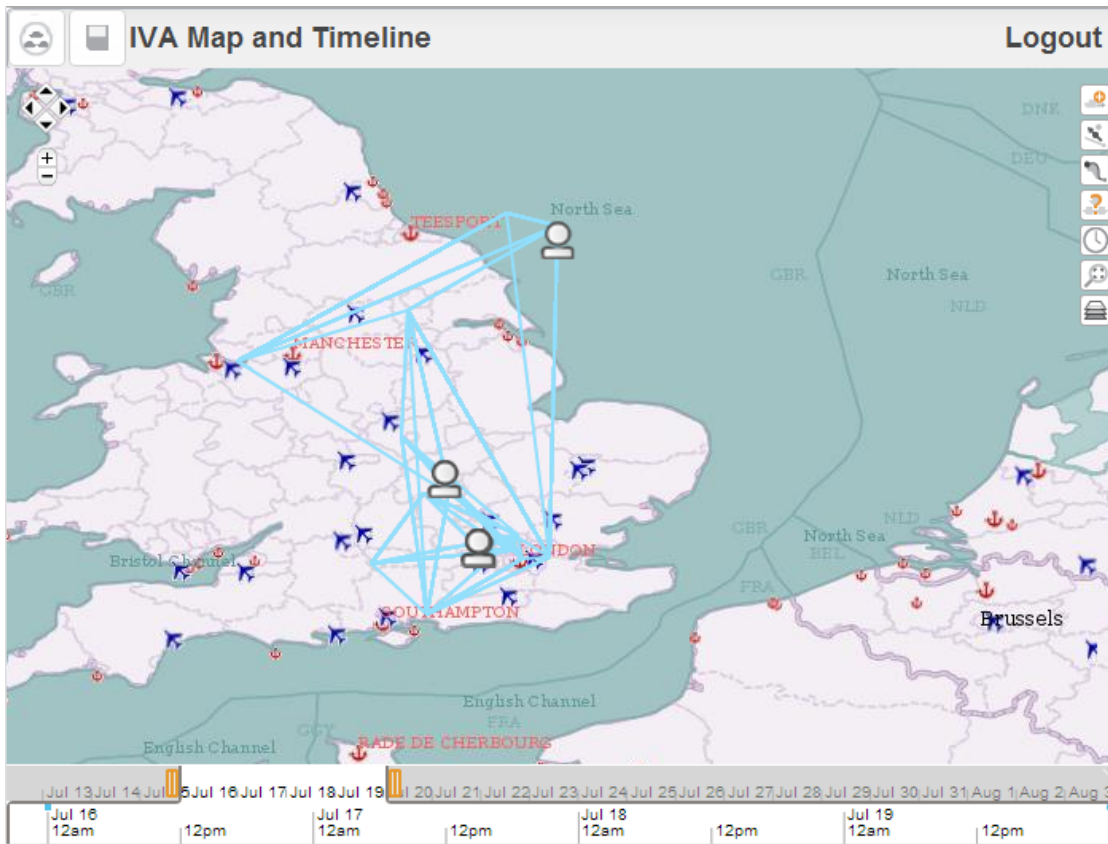 IVA Map and Timeline
Logout
DNK
DEU
North Sea
TEESPORT
GBR
North Sea
GBR
NLD
MANCHESTER
NLD
GBR
North Sea
BEL
LONDON
Bristol Channel
FRA
SOUTHAMPTON
Brussels
English Channel
FRA
GGY
RADE DE CHERBOURG
English Channel
Jul 13 Jul 14 Jul 15 Jul 16 Jul 17 Jul 18 Jul 19 Jul 20 Jul 21 Jul 22 Jul 23 Jul 24 Jul 25 Jul 26 Jul 27 Jul 28 Jul 29 Jul 30 Jul 31 Aug 1 Aug 2 Aug 3
Jul 16 Jul 17 Jul 18 Jul 19
12am 12pm 12am 12pm 12am 12pm 12am 12pm